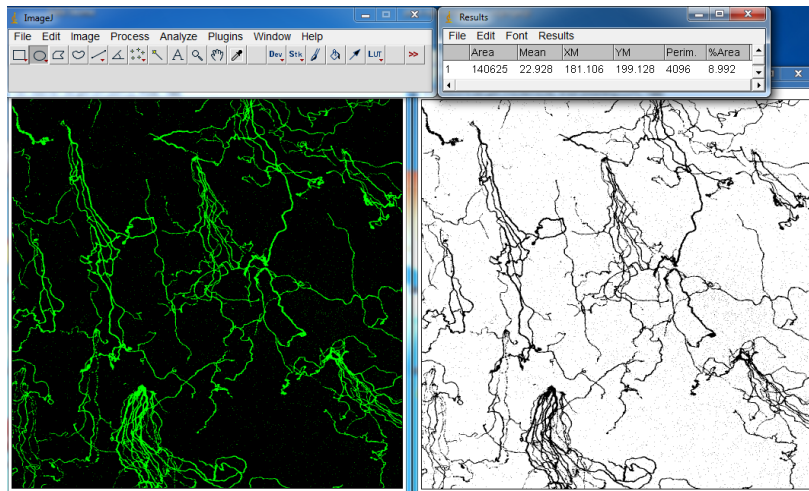 ImageJ
File Edit Image Process Analyze Plugins Window Help
A Dev Stk LUT >>
Results
File Edit Font Results
Area Mean XM YM Perim. %Area
1 140625 22.928 181.106 199.128 4096 8.992